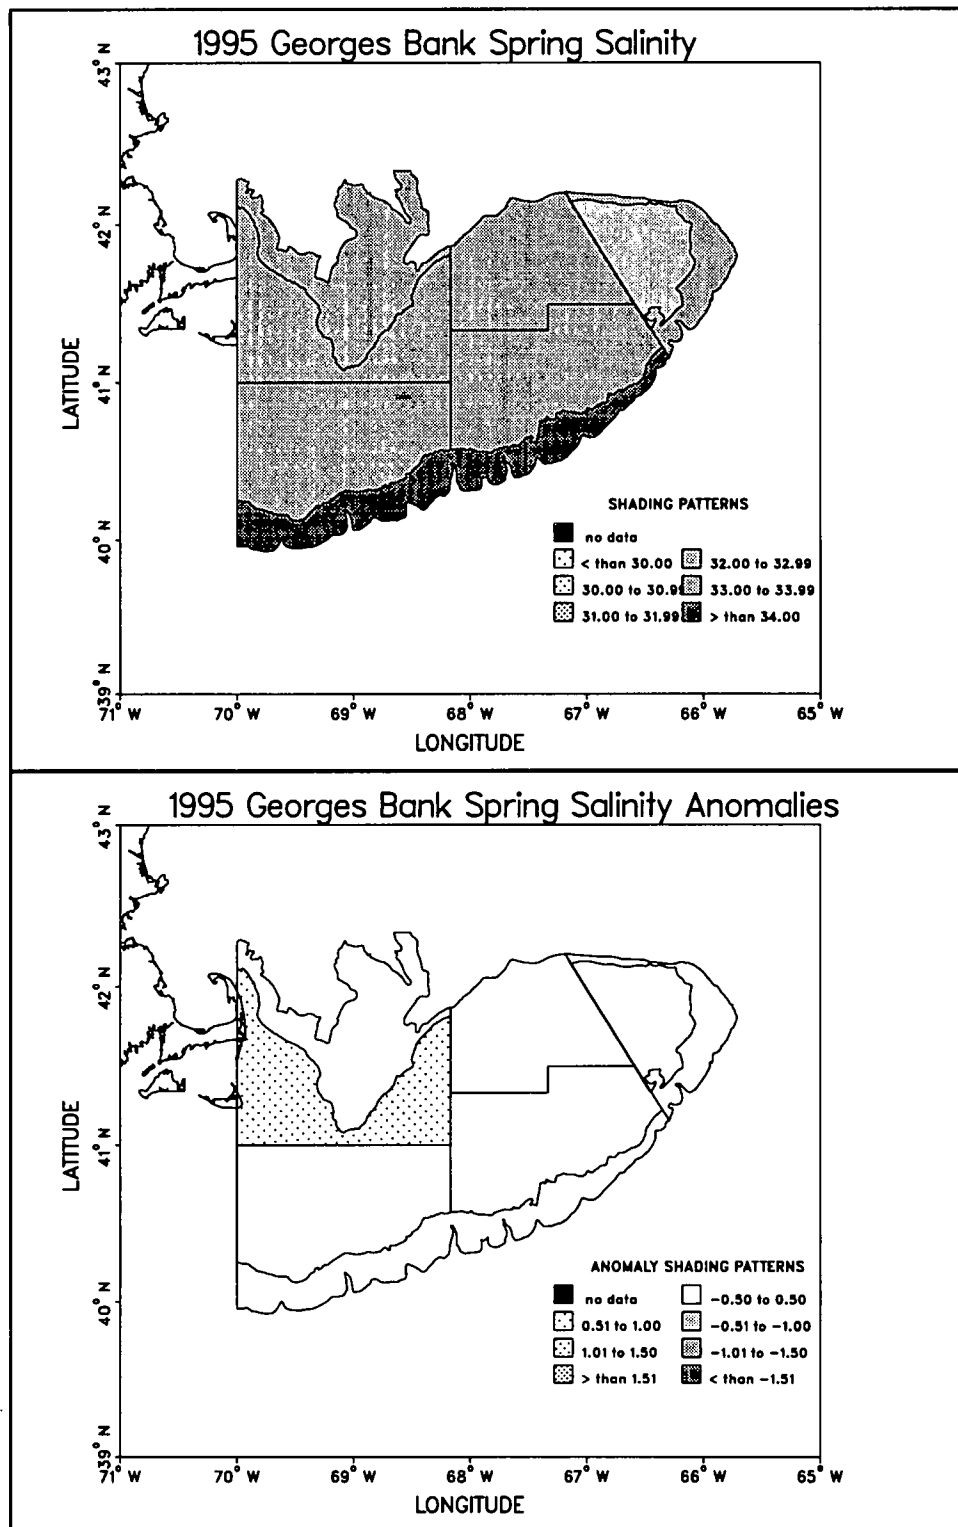 1995 Georges Bank Spring Salinity
43° N
42° N
41° N
40° N
39° N
LATITUDE
SHADING PATTERNS
no data
< than 30.00
32.00 to 32.99
30.00 to 30.99
33.00 to 33.99
31.00 to 31.99
> than 34.00
71° W 70° W 69° W 68° W 67° W 66° W 65° W
LONGITUDE
1995 Georges Bank Spring Salinity Anomalies
43° N
42° N
41° N
40° N
39° N
LATITUDE
ANOMALY SHADING PATTERNS
no data
-0.50 to 0.50
0.51 to 1.00
-0.51 to -1.00
1.01 to 1.50
-1.01 to -1.50
> than 1.51
< than -1.51
71° W 70° W 69° W 68° W 67° W 66° W 65° W
LONGITUDE